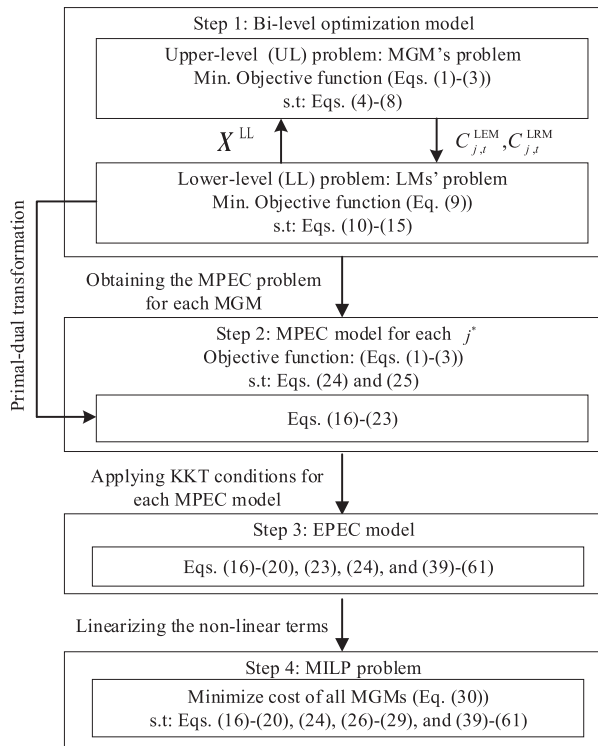 Step 1: Bi-level optimization model
Upper-level (UL) problem: MGM's problem
Min. Objective function (Eqs. (1)-(3))
s.t: Eqs. (4)-(8)
X^LL
C_{j,t}^{LEM}, C_{j,t}^{LRM}
Lower-level (LL) problem: LMs' problem
Min. Objective function (Eq. (9))
s.t: Eqs. (10)-(15)
Primal-dual transformation
Obtaining the MPEC problem
for each MGM
Step 2: MPEC model for each j*
Objective function: (Eqs. (1)-(3))
s.t: Eqs. (24) and (25)
Eqs. (16)-(23)
Applying KKT conditions for
each MPEC model
Step 3: EPEC model
Eqs. (16)-(20), (23), (24), and (39)-(61)
Linearizing the non-linear terms
Step 4: MILP problem
Minimize cost of all MGMs (Eq. (30))
s.t: Eqs. (16)-(20), (24), (26)-(29), and (39)-(61)